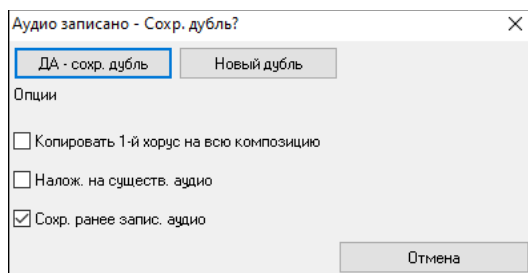 Аудио записано - Сохр. дубль?
ДА - сохр. дубль Новый дубль
Опции
Копировать 1-й хорус на всю композицию
Налож. на существ. аудио
Сохр. ранее запис. аудио
Отмена